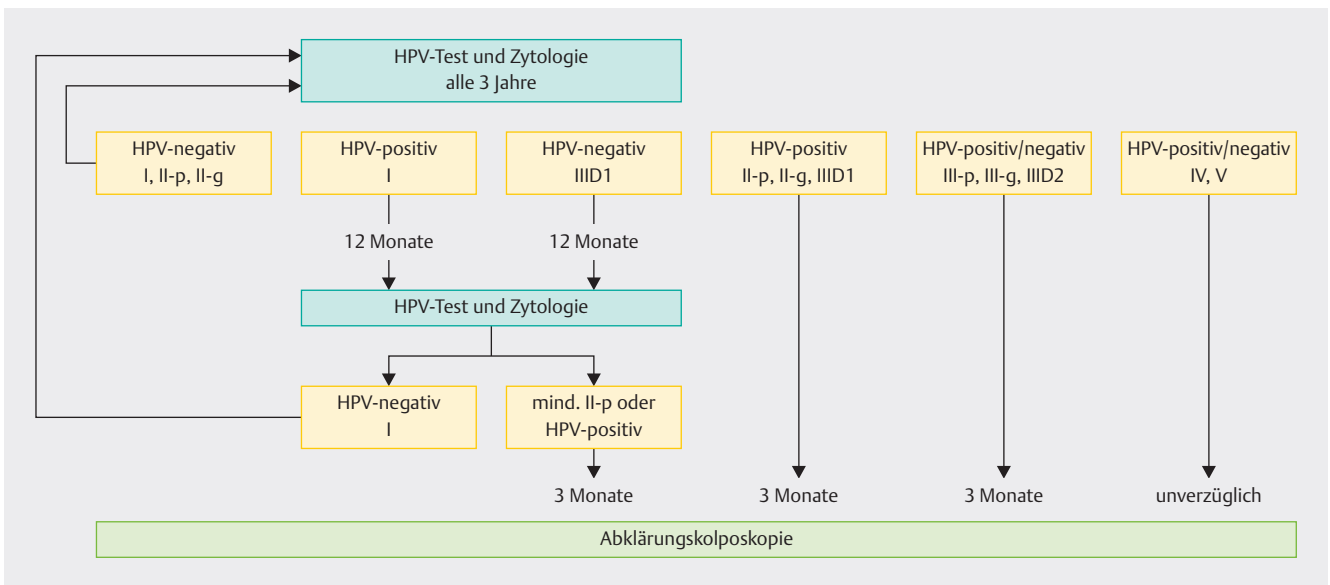 HPV-Test und Zytologie
alle 3 Jahre
HPV-negativ
I, II-p, II-g
HPV-positiv
I
HPV-negativ
IIID1
HPV-positiv
II-p, II-g, IIID1
HPV-positiv/negativ
III-p, III-g, IIID2
HPV-positiv/negativ
IV, V
12 Monate
12 Monate
HPV-Test und Zytologie
HPV-negativ
I
mind. II-p oder
HPV-positiv
3 Monate
3 Monate
3 Monate
unverzüglich
Abklärungskolposkopie